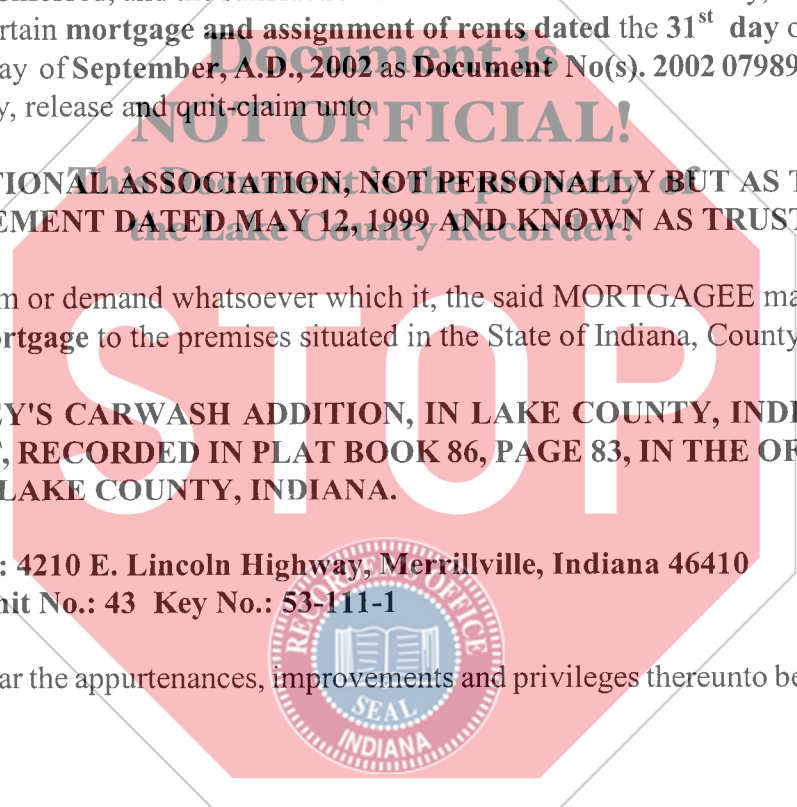 ertain mortgage and assignment of rents dated the 31st day o
Document is
ay of September, A.D., 2002 as Document No(s). 2002 07989
y, release and quit-claim unto
NOT OFFICIAL!
This Document is the property of
TIONAL ASSOCIATION, NOT PERSONALLY BUT AS T
EMENT DATED MAY 12, 1999 AND KNOWN AS TRUST
the Lake County Recorder!
m or demand whatsoever which it, the said MORTGAGEE ma
ortgage to the premises situated in the State of Indiana, County
STOP
EY'S CARWASH ADDITION, IN LAKE COUNTY, INDI
, RECORDED IN PLAT BOOK 86, PAGE 83, IN THE OF
LAKE COUNTY, INDIANA.
: 4210 E. Lincoln Highway, Merrillville, Indiana 46410
nit No.: 43 Key No.: 53-111-1
RECORDER'S OFFICE
ar the appurtenances, improvements and privileges thereunto be
SEAL
INDIANA